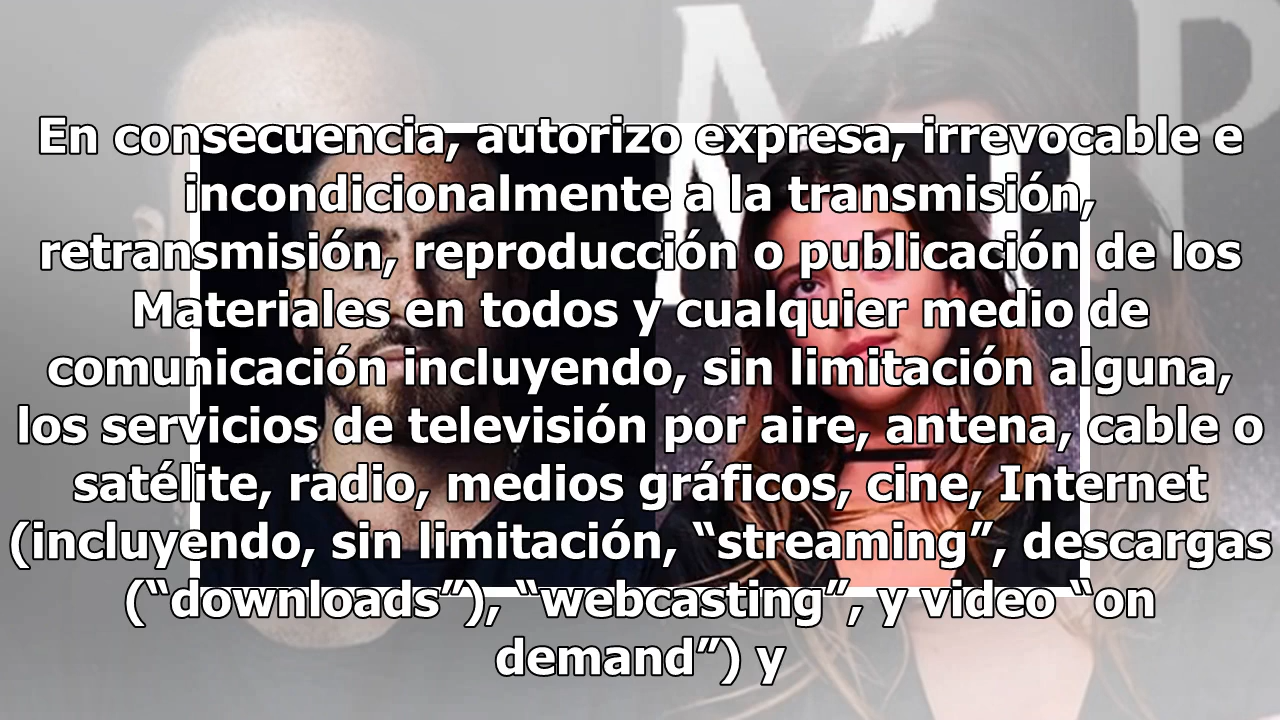 En consecuencia, autorizo expresa, irrevocable e
incondicionalmente a la transmisión,
retransmisión, reproducción o publicación de los
Materiales en todos y cualquier medio de
comunicación incluyendo, sin limitación alguna,
los servicios de televisión por aire, antena, cable o
satélite, radio, medios gráficos, cine, Internet
(incluyendo, sin limitación, “streaming”, descargas
(“downloads”), “webcasting”, y video “on
demand”) y